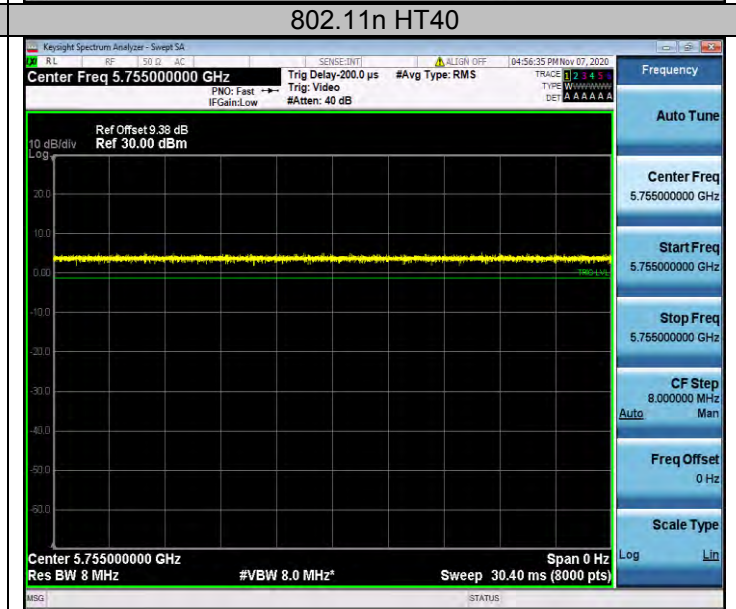 802.11n HT40
Keysight Spectrum Analyzer - Swept SA
RL RF 50 Ω AC SENSE:INT ALIGN OFF 04:56:35 PM Nov 07, 2020
Center Freq 5.755000000 GHz
PNO: Fast
IFGain:Low
Trig Delay-200.0 µs
Trig: Video
#Atten: 40 dB
#Avg Type: RMS
TRACE 1 2 3 4 5 6
TYPE WWWWWW
DET A A A A A A
Frequency
Auto Tune
Center Freq
5.755000000 GHz
Start Freq
5.755000000 GHz
Stop Freq
5.755000000 GHz
CF Step
8.000000 MHz
Auto Man
Freq Offset
0 Hz
Scale Type
Log Lin
Ref Offset 9.38 dB
10 dB/div Ref 30.00 dBm
Log
20.0
10.0
0.00
TRIG LVL
-10.0
-20.0
-30.0
-40.0
-50.0
-60.0
Center 5.755000000 GHz Span 0 Hz
Res BW 8 MHz #VBW 8.0 MHz* Sweep 30.40 ms (8000 pts)
MSG STATUS